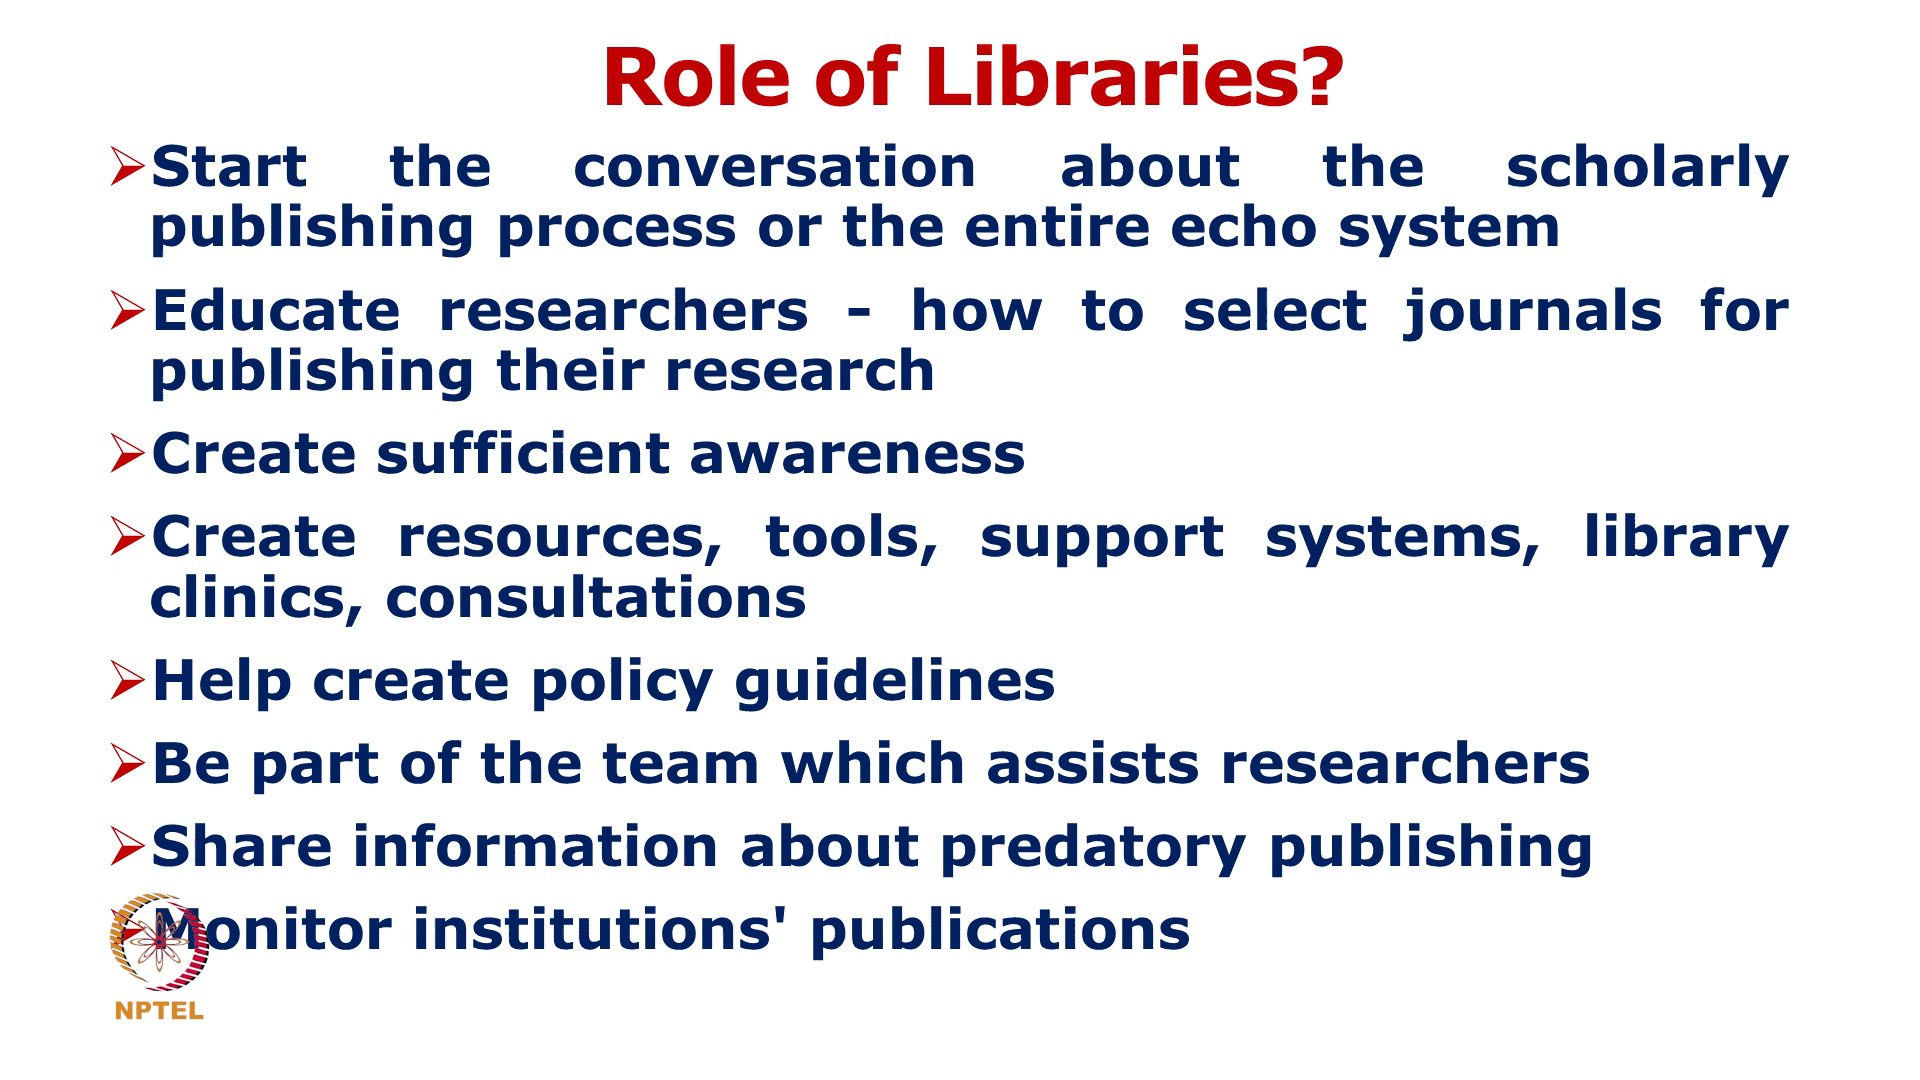 Role of Libraries?
➢Start the conversation about the scholarly
publishing process or the entire echo system
➢Educate researchers - how to select journals for
publishing their research
➢Create sufficient awareness
➢Create resources, tools, support systems, library
clinics, consultations
➢Help create policy guidelines
➢Be part of the team which assists researchers
➢Share information about predatory publishing
➢Monitor institutions' publications
NPTEL